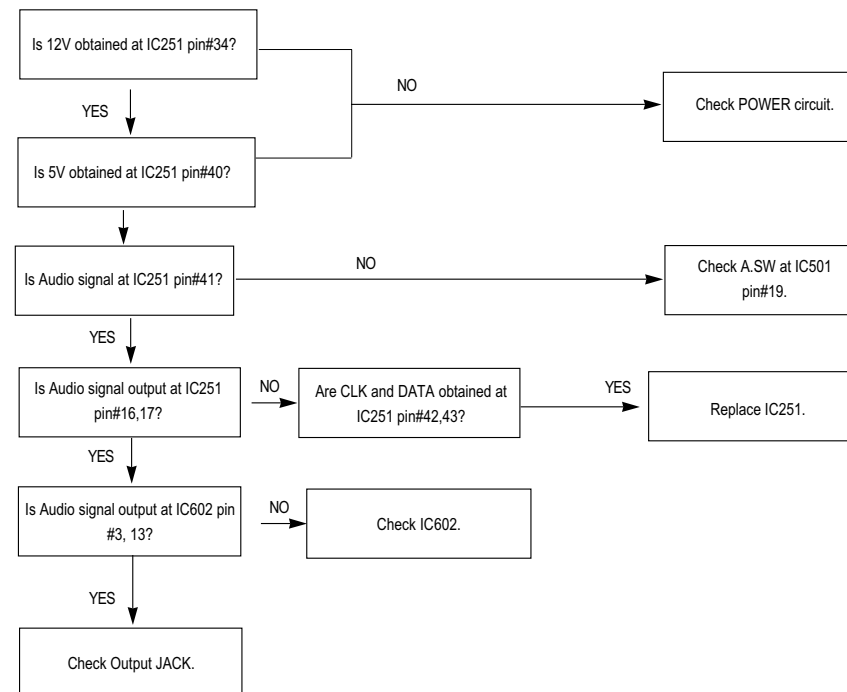 Is 12V obtained at IC251 pin#34?
NO
Check POWER circuit.
YES
Is 5V obtained at IC251 pin#40?
Is Audio signal at IC251 pin#41?
NO
Check A.SW at IC501
pin#19.
YES
Is Audio signal output at IC251
pin#16,17?
NO
Are CLK and DATA obtained at
IC251 pin#42,43?
YES
Replace IC251.
YES
Is Audio signal output at IC602 pin
#3, 13?
NO
Check IC602.
YES
Check Output JACK.